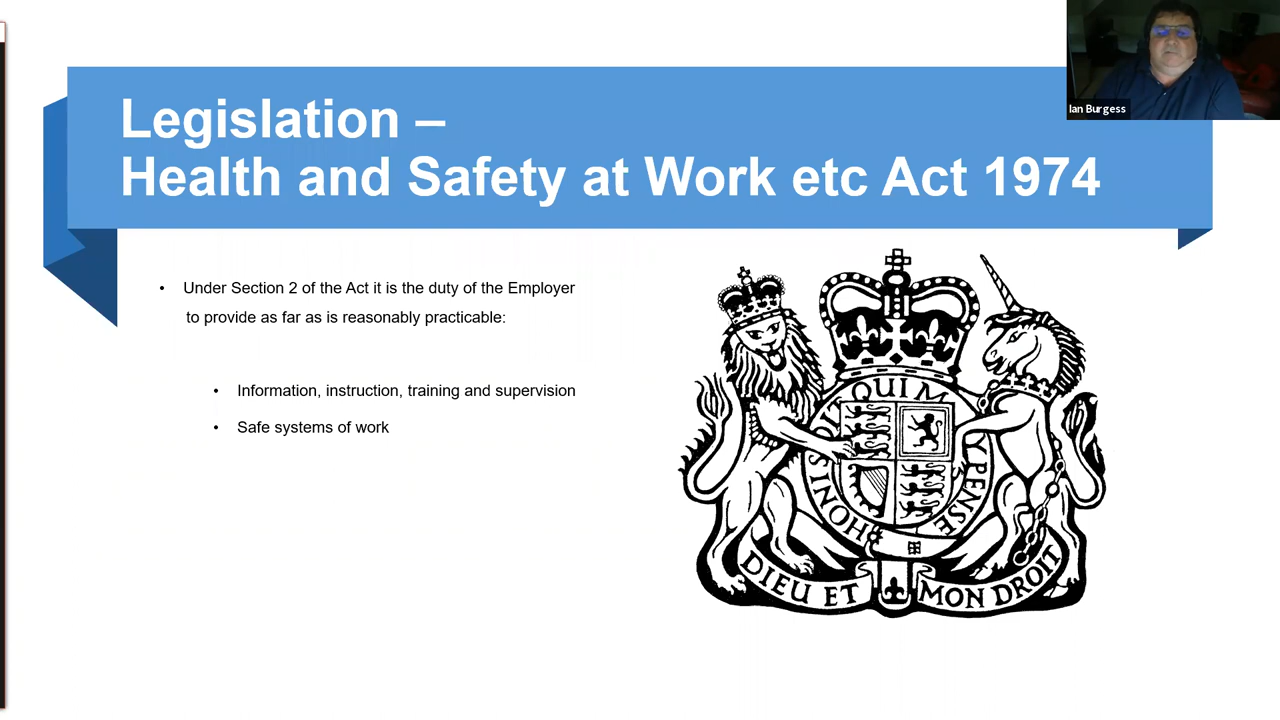 Ian Burgess
Legislation –
Health and Safety at Work etc Act 1974
• Under Section 2 of the Act it is the duty of the Employer
to provide as far as is reasonably practicable:
• Information, instruction, training and supervision
• Safe systems of work
QUI M
Y PENSE
HONI S
DIEU ET MON DROIT